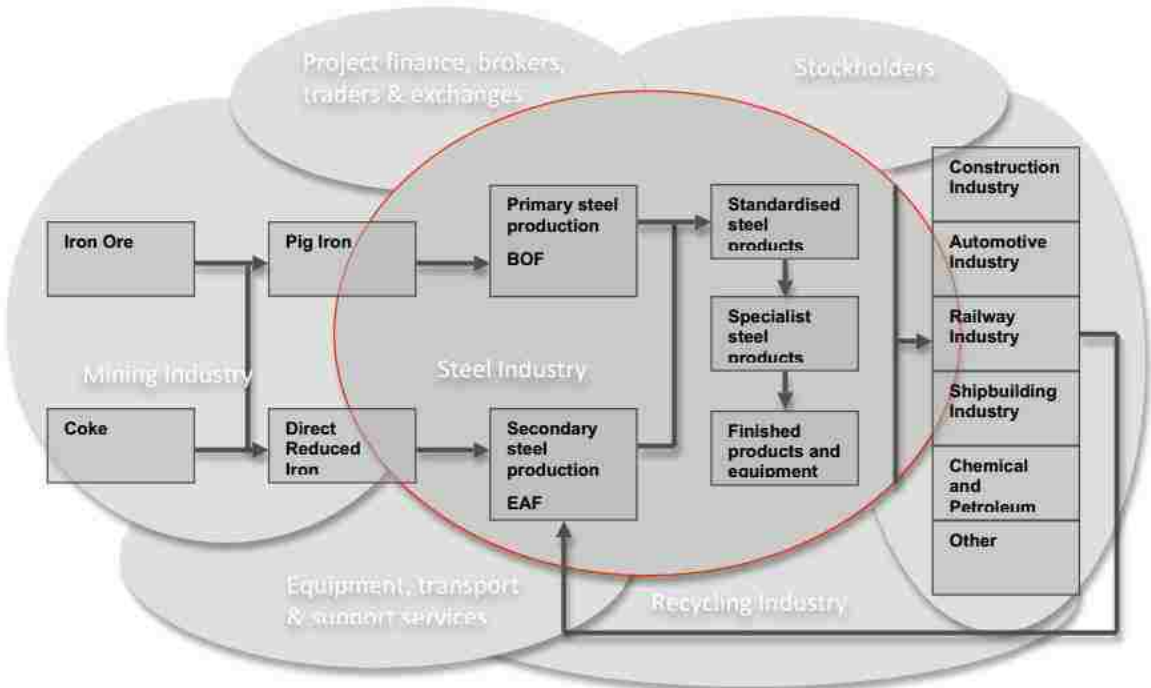 Project finance, brokers,
traders & exchanges
Stockholders
Iron Ore
Pig Iron
Primary steel
production
BOF
Standardised
steel
products
Construction
Industry
Automotive
Industry
Specialist
steel
products
Railway
Industry
Mining Industry
Steel Industry
Coke
Direct
Reduced
Iron
Secondary
steel
production
EAF
Finished
products and
equipment
Shipbuilding
Industry
Chemical
and
Petroleum
Other
Equipment, transport
& support services
Recycling Industry